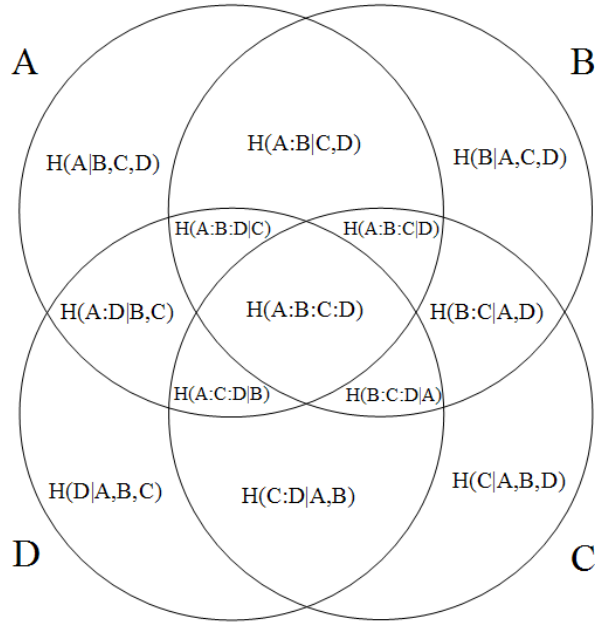 A
B
H(A:B|C,D)
H(A|B,C,D)
H(B|A,C,D)
H(A:B:D|C)
H(A:B:C|D)
H(A:D|B,C)
H(A:B:C:D)
H(B:C|A,D)
H(A:C:D|B)
H(B:C:D|A)
H(D|A,B,C)
H(C:D|A,B)
H(C|A,B,D)
D
C